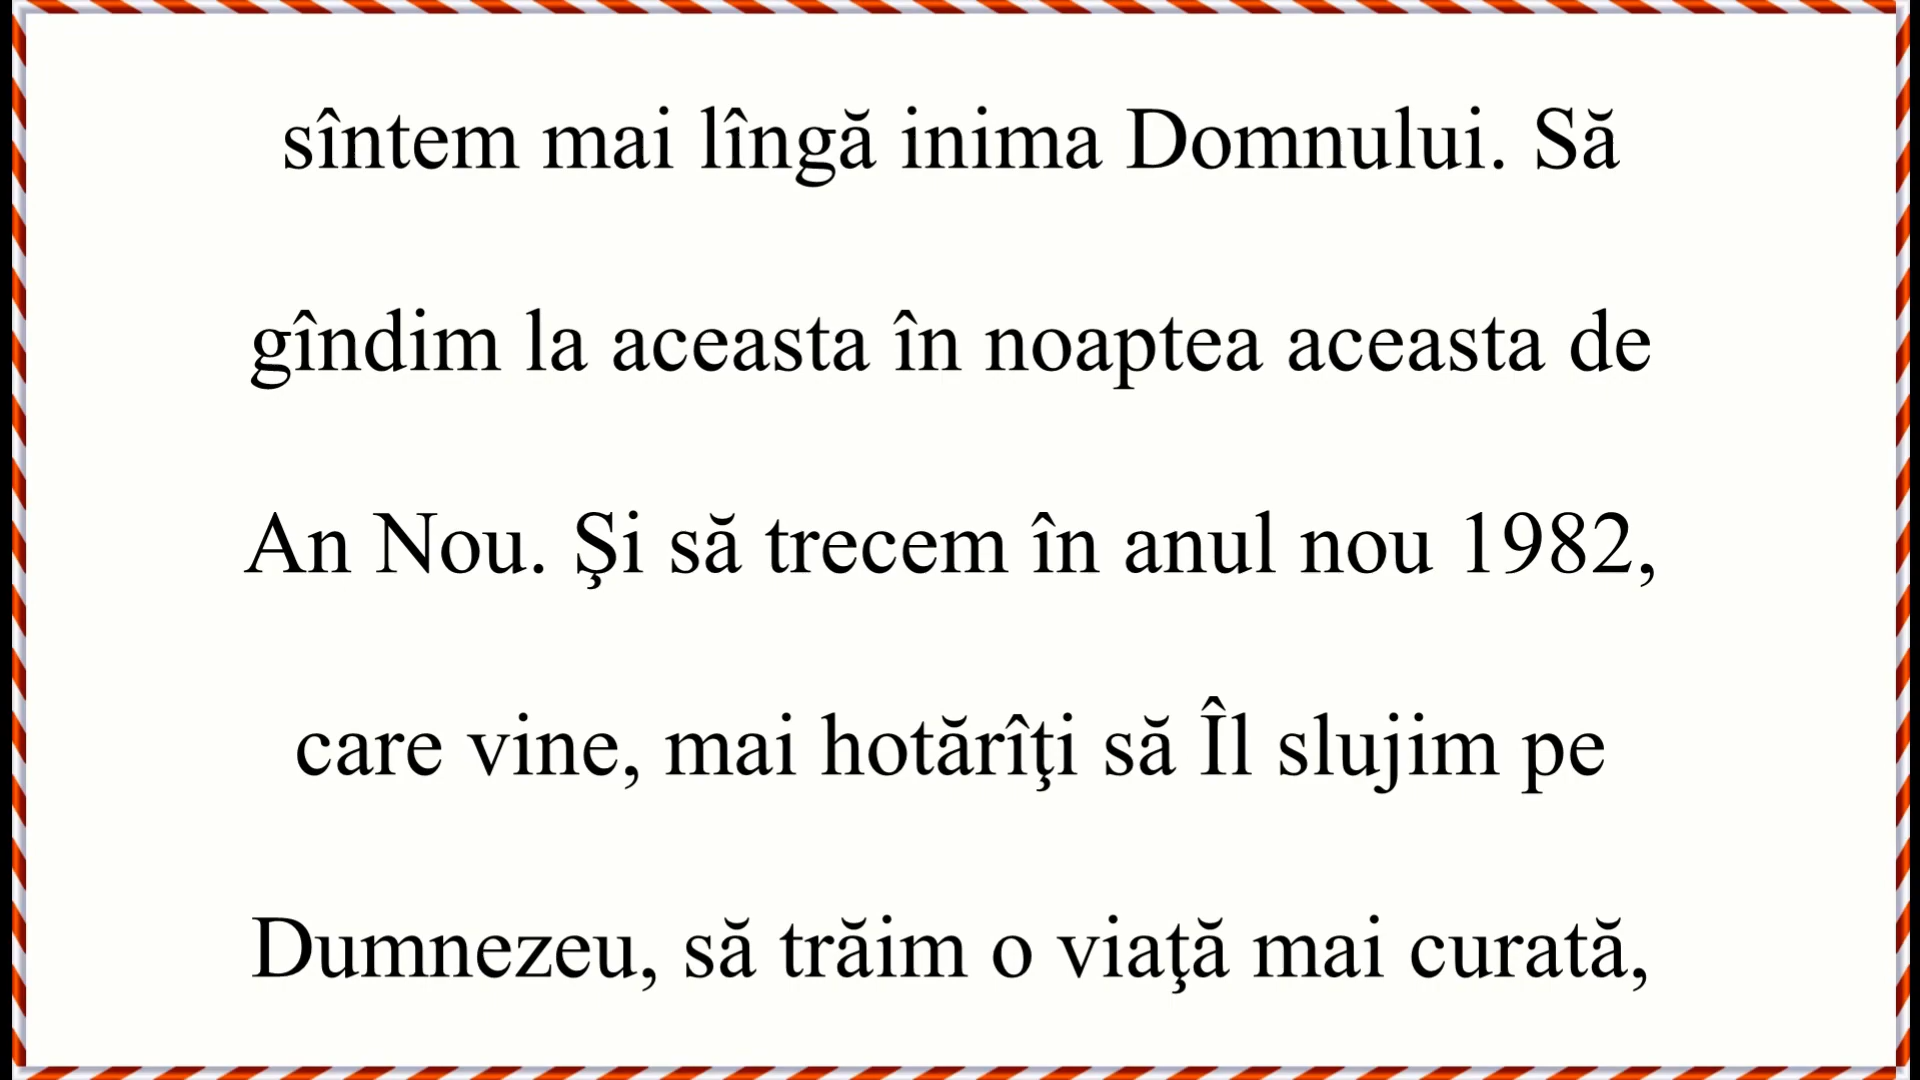 sîntem mai lîngă inima Domnului. Să
gîndim la aceasta în noaptea aceasta de
An Nou. Şi să trecem în anul nou 1982,
care vine, mai hotărîţi să Îl slujim pe
Dumnezeu, să trăim o viaţă mai curată,